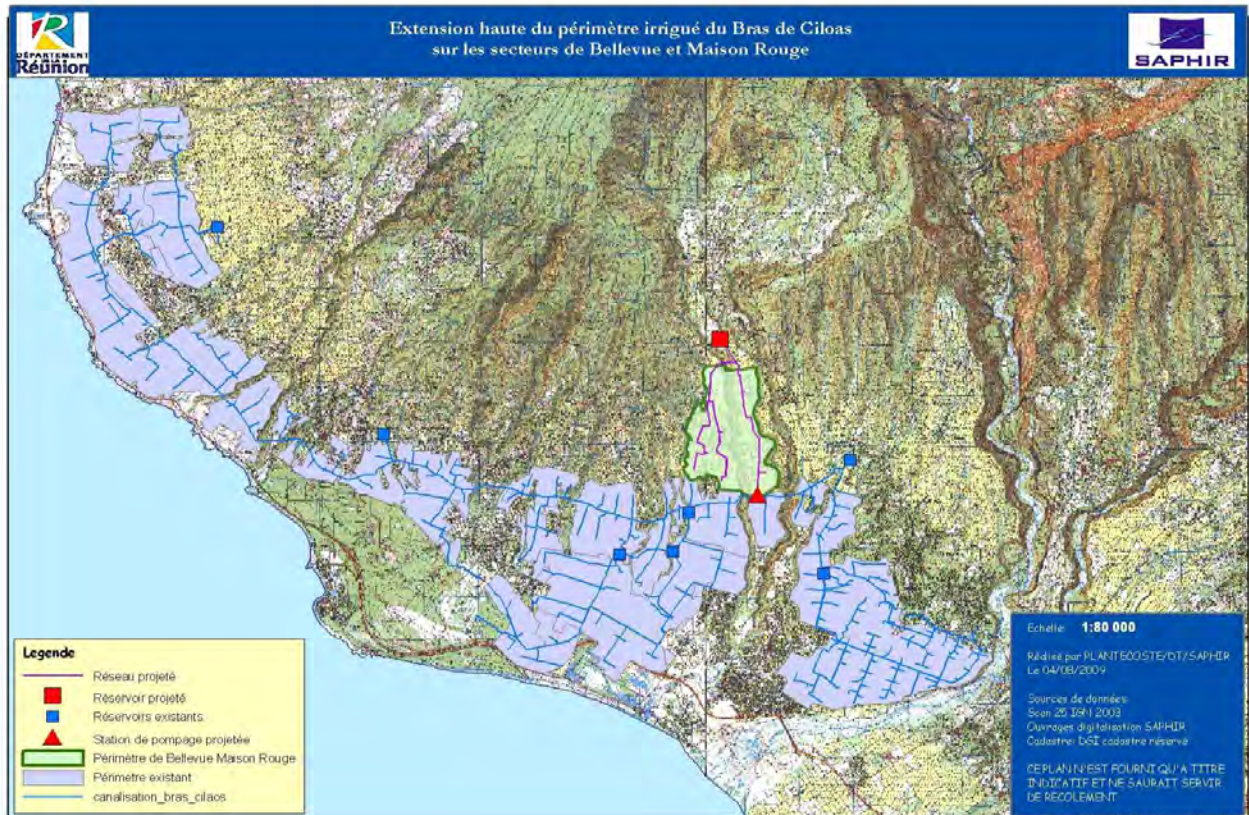 Extension haute du périmètre irrigué du Bras de Ciloas
sur les secteurs de Bellevue et Maison Rouge
DÉPARTEMENT
Réunion
SAPHIR
Legende
Réseau projeté
Réservoir projeté
Réservoirs existants
Station de pompage projetée
Périmètre de Bellevue Maison Rouge
Périmetre existant
canalisation_bras_cilaos
Echelle: 1:80 000
Réalisé par PLANTECOSTE/DT/SAPHIR
Le 04/08/2009
Sources de données:
Scan 25 IGN 2003
Ouvrages digitalisation SAPHIR
Cadastre: DGI cadastre réservé
CE PLAN N'EST FOURNI QU'A TITRE
INDICATIF ET NE SAURAIT SERVIR
DE RECOLEMENT